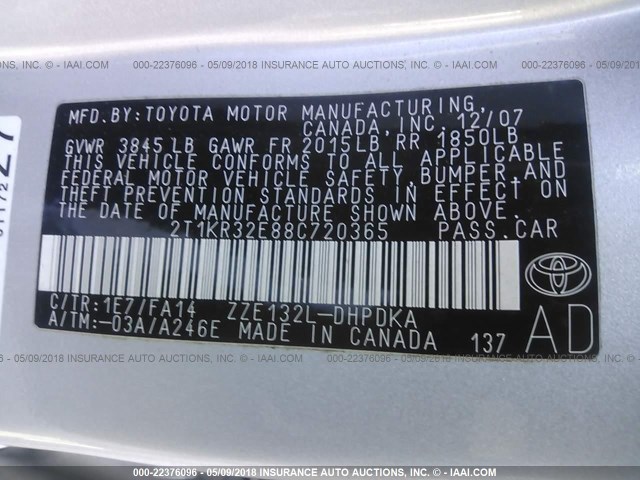 000-22376096 - 05/09/2018 INSURANCE AUTO AUCTIONS, INC. - IAAI.COM
MFD.BY:TOYOTA MOTOR MANUFACTURING,
CANADA,INC. 12/07
GVWR 3845 LB GAWR FR 2015LB, RR 1850LB
THIS VEHICLE CONFORMS TO ALL APPLICABLE
FEDERAL MOTOR VEHICLE SAFETY, BUMPER, AND
THEFT PREVENTION STANDARDS IN EFFECT ON
THE DATE OF MANUFACTURE SHOWN ABOVE.
2T1KR32E88C720365 PASS.CAR
C/TR:1E7/FA14 ZZE132L-DHPDKA
A/TM:-03A/A246E MADE IN CANADA 137
AD
000-22376096 - 05/09/2018 INSURANCE AUTO AUCTIONS, INC. - IAAI.COM
000-22376096 - 05/09/2018 INSURANCE AUTO AUCTIONS, INC. - IAAI.COM